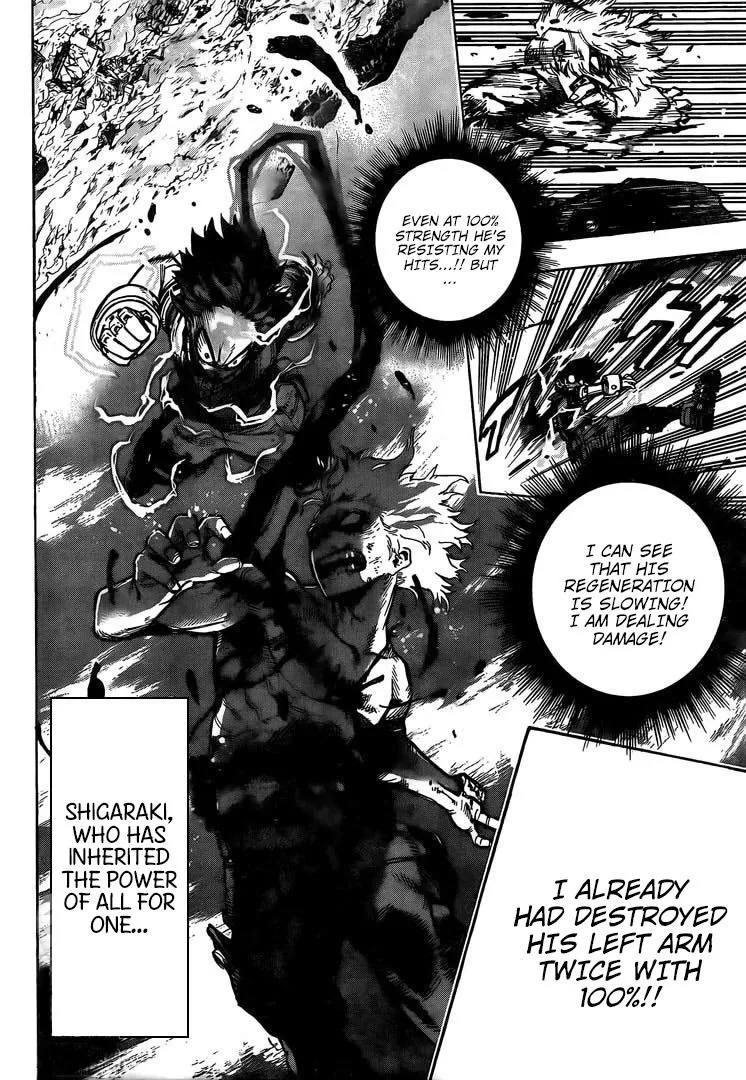 EVEN AT 100%
STRENGTH HE'S
RESISTING MY
HITS...!! BUT
...
I CAN SEE
THAT HIS
REGENERATION
IS SLOWING!
I AM DEALING
DAMAGE!
I ALREADY
HAD DESTROYED
HIS LEFT ARM
TWICE WITH
100%!!
SHIGARAKI,
WHO HAS
INHERITED
THE POWER
OF ALL FOR
ONE...